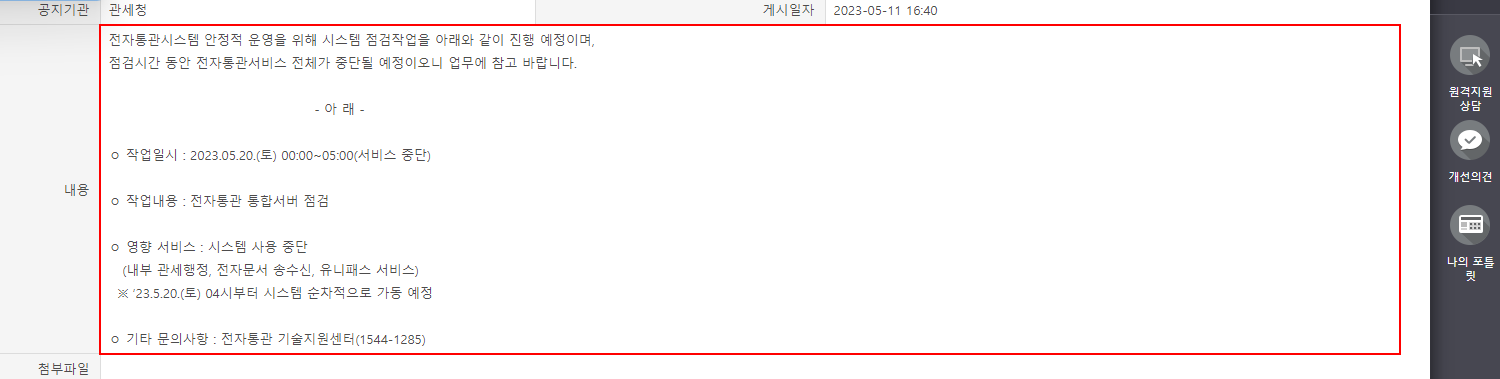 공지기관 관세청 게시일자 2023-05-11 16:40
전자통관시스템 안정적 운영을 위해 시스템 점검작업을 아래와 같이 진행 예정이며,
점검시간 동안 전자통관서비스 전체가 중단될 예정이오니 업무에 참고 바랍니다.
- 아 래 -
ㅇ 작업일시 : 2023.05.20.(토) 00:00~05:00(서비스 중단)
ㅇ 작업내용 : 전자통관 통합서버 점검
내용
ㅇ 영향 서비스 : 시스템 사용 중단
(내부 관세행정, 전자문서 송수신, 유니패스 서비스)
※ ‘23.5.20.(토) 04시부터 시스템 순차적으로 가동 예정
ㅇ 기타 문의사항 : 전자통관 기술지원센터(1544-1285)
첨부파일
원격지원
상담
개선의견
나의 포틀
릿